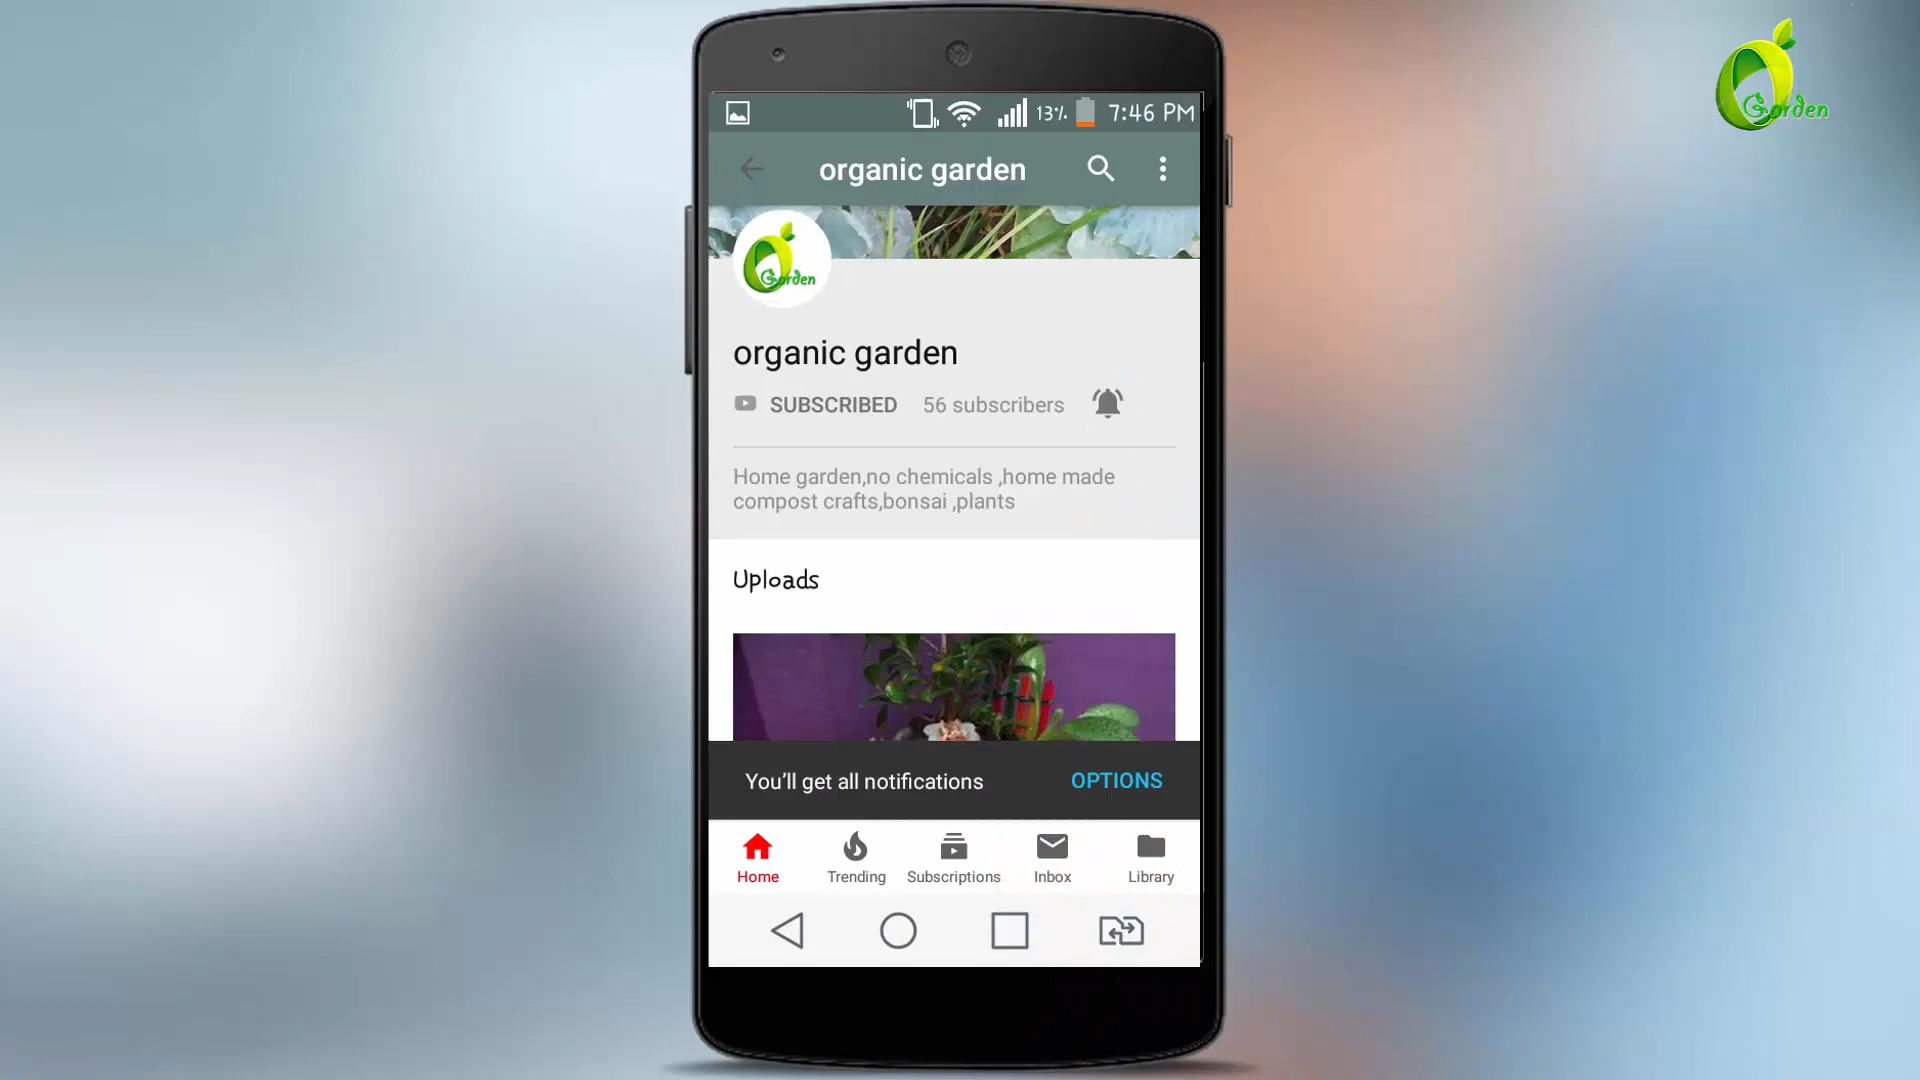 13% 7:46 PM
Garden
organic garden
Garden
organic garden
SUBSCRIBED 56 subscribers
Home garden,no chemicals ,home made
compost crafts,bonsai ,plants
Uploads
You'll get all notifications OPTIONS
Home Trending Subscriptions Inbox Library